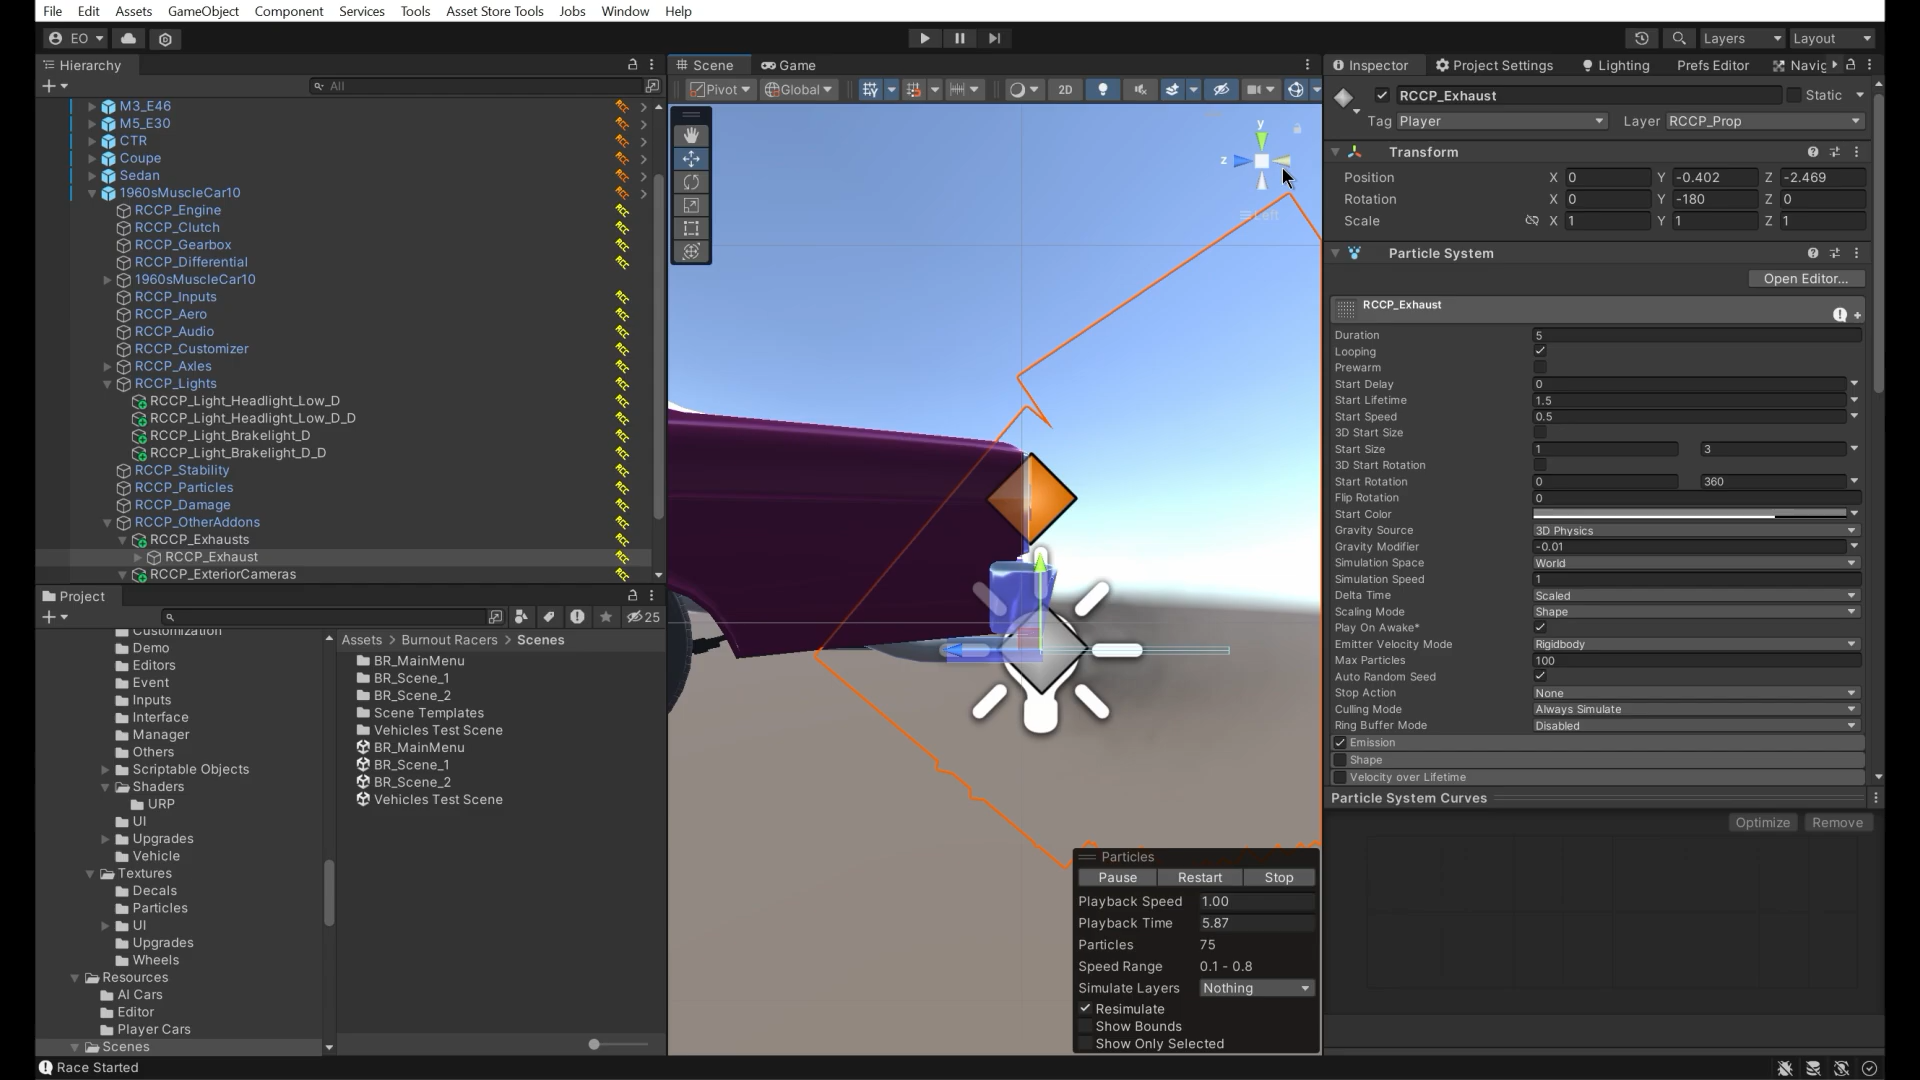 File Edit Assets GameObject Component Services Tools Asset Store Tools Jobs Window Help
EO Layers Layout
Hierarchy
All
M3_E46
M5_E30
CTR
Coupe
Sedan
1960sMuscleCar10
RCCP_Engine
RCCP_Clutch
RCCP_Gearbox
RCCP_Differential
1960sMuscleCar10
RCCP_Inputs
RCCP_Aero
RCCP_Audio
RCCP_Customizer
RCCP_Axles
RCCP_Lights
RCCP_Light_Headlight_Low_D
RCCP_Light_Headlight_Low_D_D
RCCP_Light_Brakelight_D
RCCP_Light_Brakelight_D_D
RCCP_Stability
RCCP_Particles
RCCP_Damage
RCCP_OtherAddons
RCCP_Exhausts
RCCP_Exhaust
RCCP_ExteriorCameras
Project
25
Customization
Demo
Editors
Event
Inputs
Interface
Manager
Others
Scriptable Objects
Shaders
URP
UI
Upgrades
Vehicle
Textures
Decals
Particles
UI
Upgrades
Wheels
Resources
AI Cars
Editor
Player Cars
Scenes
Assets > Burnout Racers > Scenes
BR_MainMenu
BR_Scene_1
BR_Scene_2
Scene Templates
Vehicles Test Scene
BR_MainMenu
BR_Scene_1
BR_Scene_2
Vehicles Test Scene
Race Started
Scene Game
Pivot Global 2D
y
z
Left
Particles
Pause Restart Stop
Playback Speed 1.00
Playback Time 5.87
Particles 75
Speed Range 0.1 - 0.8
Simulate Layers Nothing
Resimulate
Show Bounds
Show Only Selected
Inspector Project Settings Lighting Prefs Editor Navig
RCCP_Exhaust Static
Tag Player Layer RCCP_Prop
Transform
Position X 0 Y -0.402 Z -2.469
Rotation X 0 Y -180 Z 0
Scale X 1 Y 1 Z 1
Particle System
Open Editor...
RCCP_Exhaust
Duration 5
Looping
Prewarm
Start Delay 0
Start Lifetime 1.5
Start Speed 0.5
3D Start Size
Start Size 1 3
3D Start Rotation
Start Rotation 0 360
Flip Rotation 0
Start Color
Gravity Source 3D Physics
Gravity Modifier -0.01
Simulation Space World
Simulation Speed 1
Delta Time Scaled
Scaling Mode Shape
Play On Awake*
Emitter Velocity Mode Rigidbody
Max Particles 100
Auto Random Seed
Stop Action None
Culling Mode Always Simulate
Ring Buffer Mode Disabled
Emission
Shape
Velocity over Lifetime
Particle System Curves
Optimize Remove